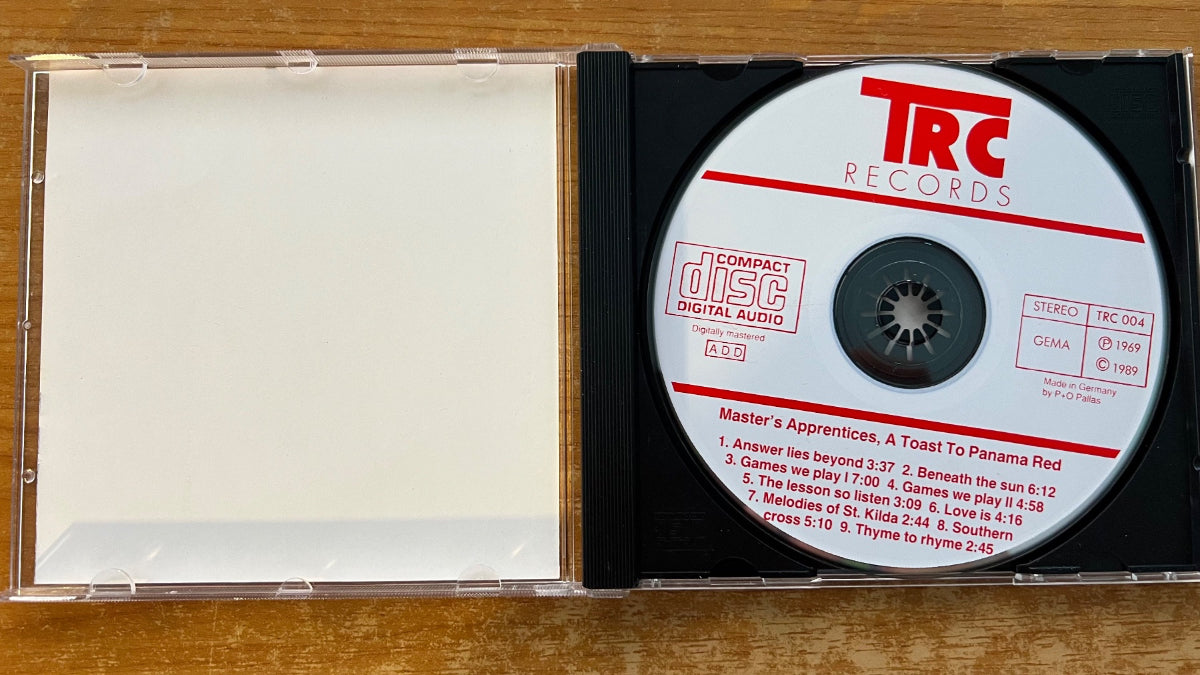 TRC
RECORDS
COMPACT
disc
DIGITAL AUDIO
Digitally mastered
ADD
STEREO TRC 004
GEMA ℗ 1969
© 1989
Made in Germany
by P+O Pallas
Master's Apprentices, A Toast To Panama Red
1. Answer lies beyond 3:37 2. Beneath the sun 6:12
3. Games we play I 7:00 4. Games we play II 4:58
5. The lesson so listen 3:09 6. Love is 4:16
7. Melodies of St. Kilda 2:44 8. Southern
cross 5:10 9. Thyme to rhyme 2:45